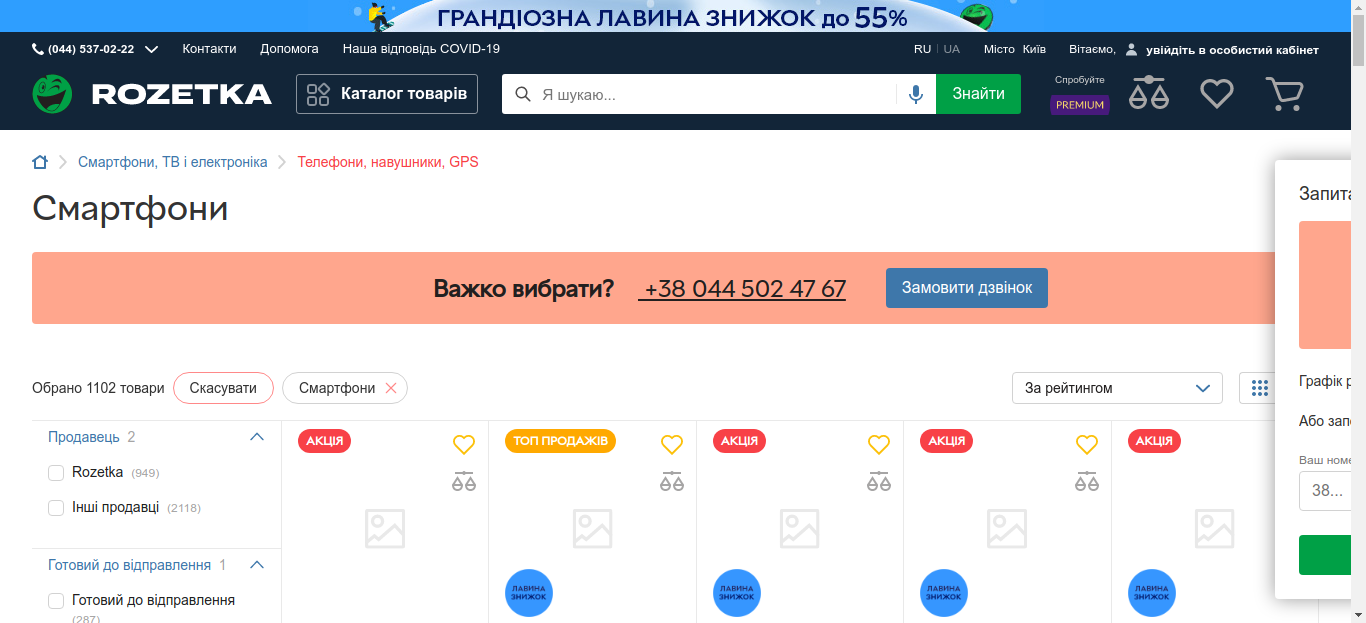 ГРАНДІОЗНА ЛАВИНА ЗНИЖОК до 55%
(044) 537-02-22 Контакти Допомога Наша відповідь COVID-19 RU UA Місто Київ Вітаємо, увійдіть в особистий кабінет
ROZETKA Каталог товарів Я шукаю... Знайти Спробуйте PREMIUM
Смартфони, ТВ і електроніка Телефони, навушники, GPS
Смартфони
Важко вибрати? +38 044 502 47 67 Замовити дзвінок
Обрано 1102 товари Скасувати Смартфони За рейтингом
Графік р
Або запо
Ваш номе
38...
Запита
Продавець 2
Rozetka (949)
Інші продавці (2118)
Готовий до відправлення 1
Готовий до відправлення
(287)
АКЦІЯ ТОП ПРОДАЖІВ АКЦІЯ АКЦІЯ АКЦІЯ
ЛАВИНА ЗНИЖОК
ЛАВИНА ЗНИЖОК
ЛАВИНА ЗНИЖОК
ЛАВИНА ЗНИЖОК